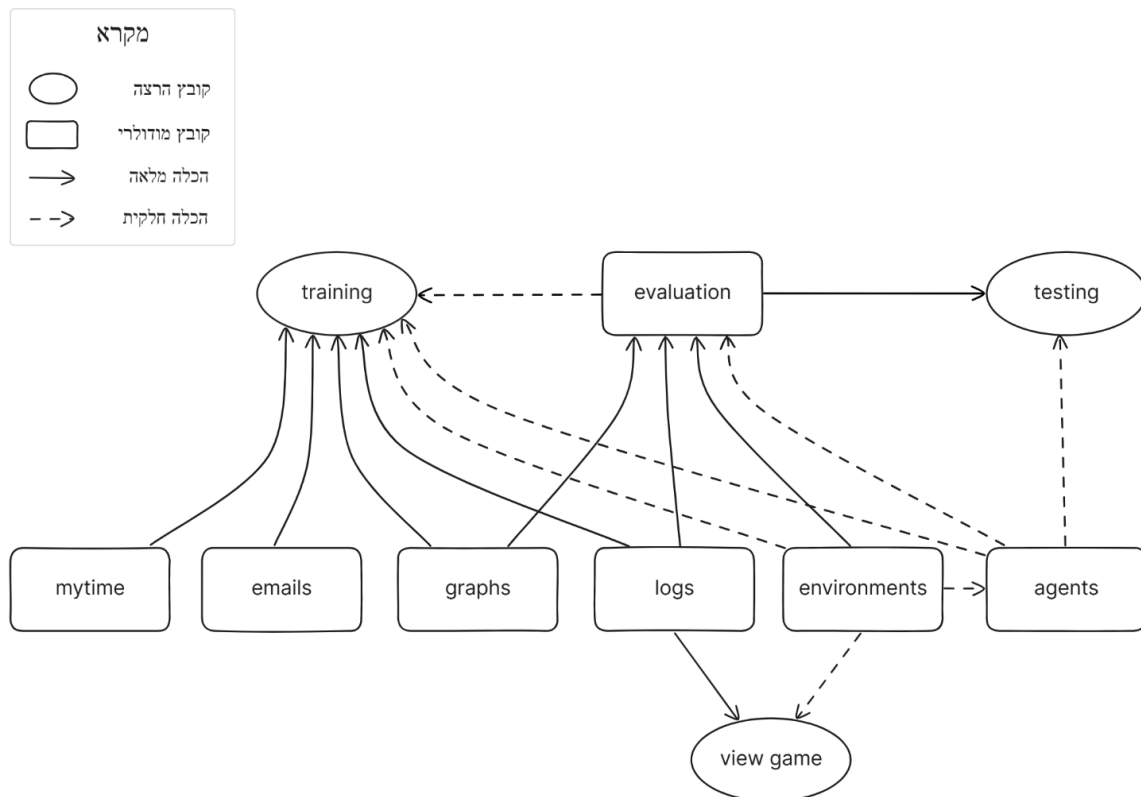 מקרא
קובץ הרצה
קובץ מודולרי
הכלה מלאה
הכלה חלקית
training
evaluation
testing
mytime
emails
graphs
logs
environments
agents
view game